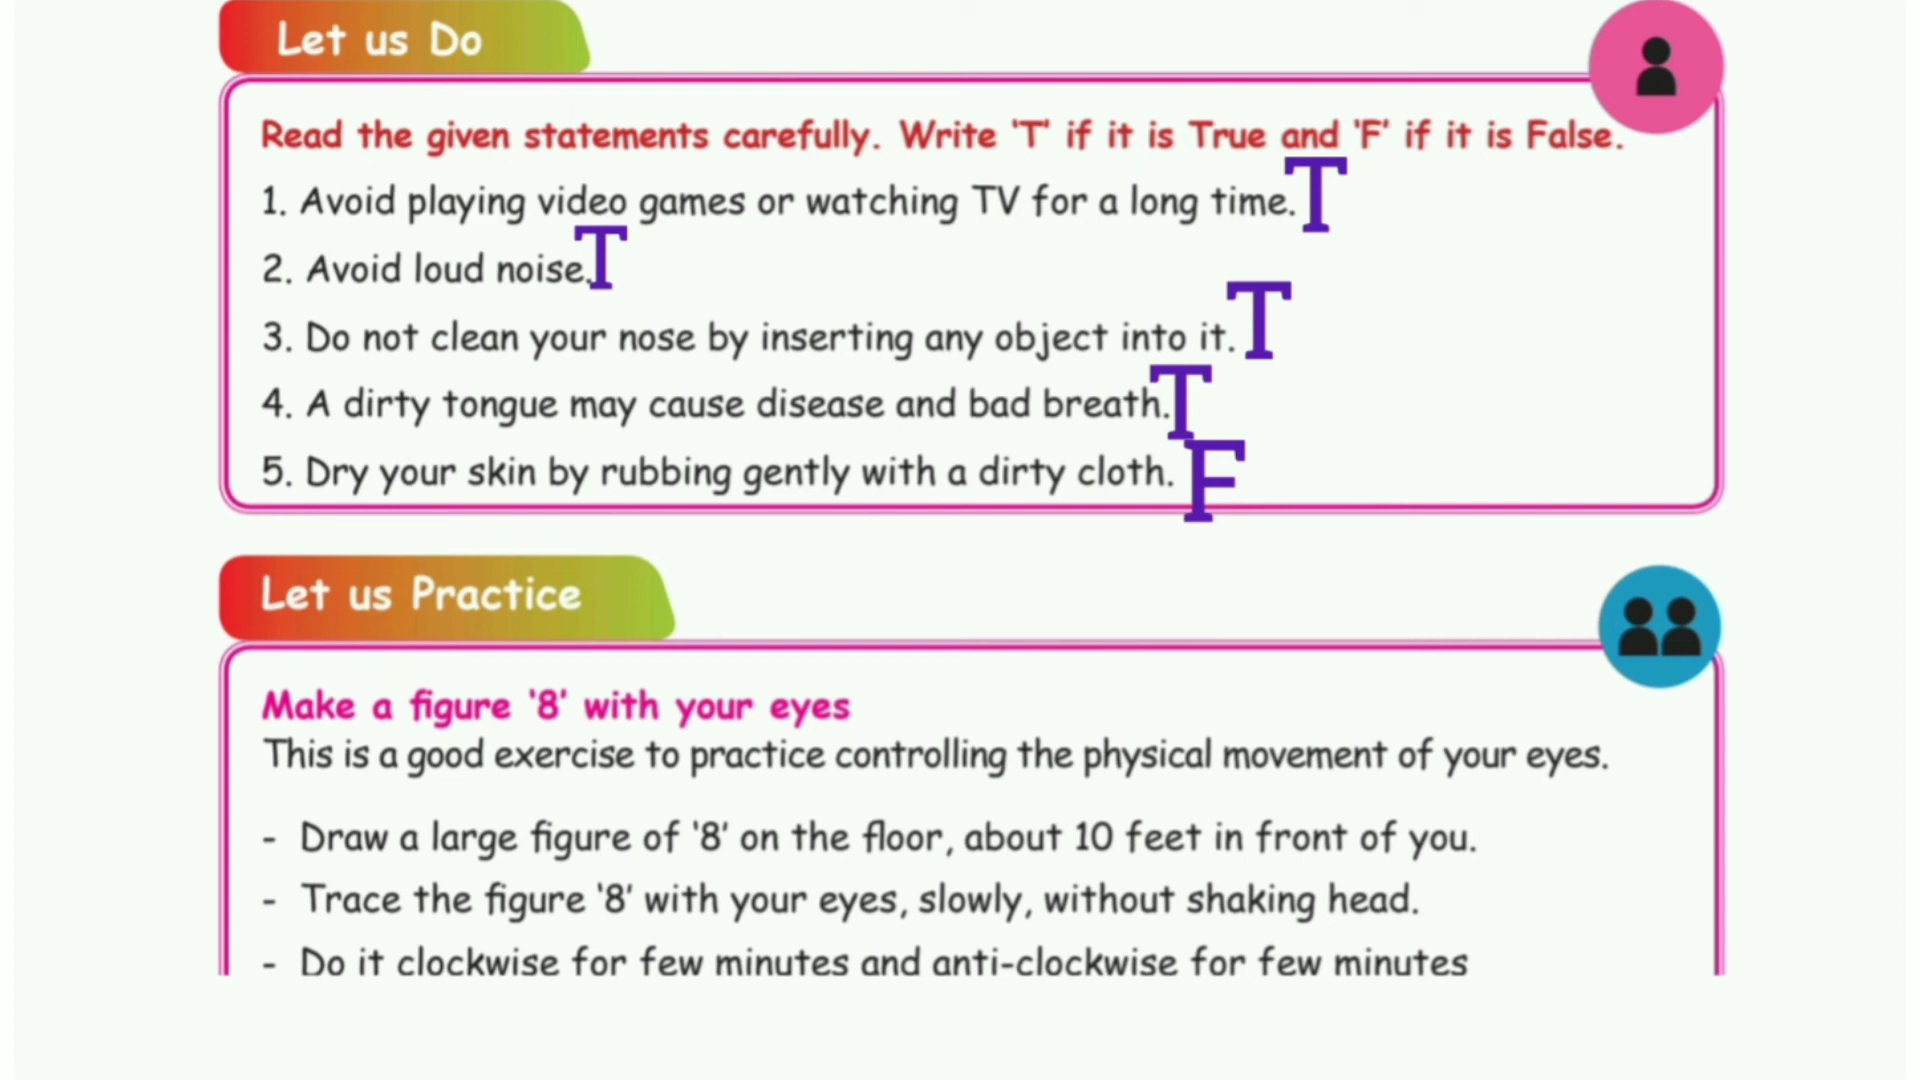 Let us Do
Read the given statements carefully. Write ‘T’ if it is True and ‘F’ if it is False.
1. Avoid playing video games or watching TV for a long time. T
2. Avoid loud noise. T
3. Do not clean your nose by inserting any object into it. T
4. A dirty tongue may cause disease and bad breath. T
5. Dry your skin by rubbing gently with a dirty cloth. F
Let us Practice
Make a figure ‘8’ with your eyes
This is a good exercise to practice controlling the physical movement of your eyes.
- Draw a large figure of ‘8’ on the floor, about 10 feet in front of you.
- Trace the figure ‘8’ with your eyes, slowly, without shaking head.
- Do it clockwise for few minutes and anti-clockwise for few minutes